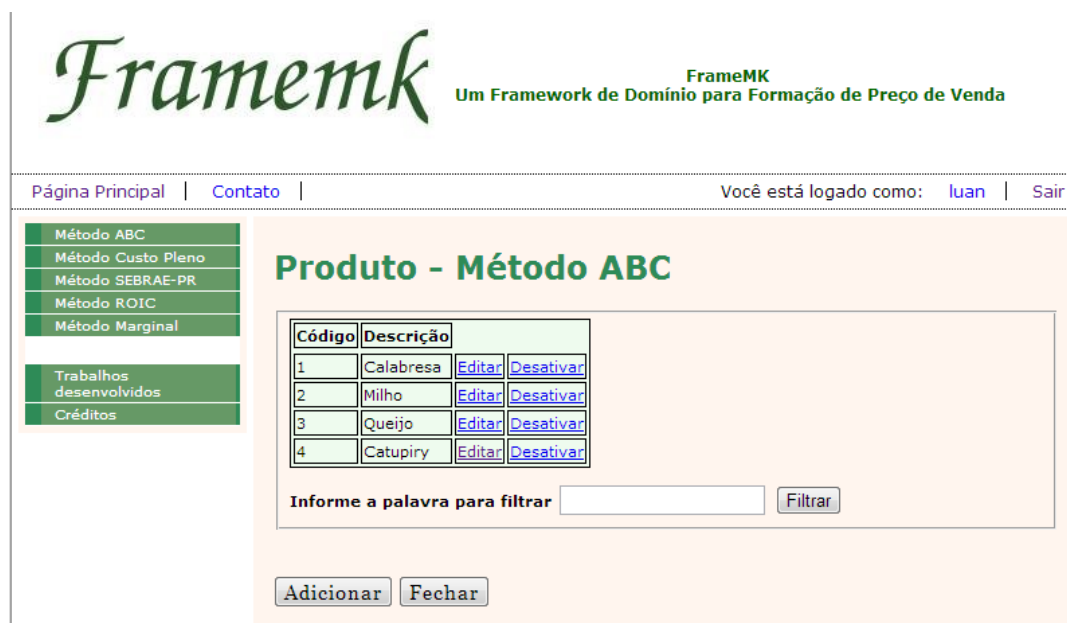 Framemk
FrameMK
Um Framework de Domínio para Formação de Preço de Venda
Página Principal | Contato |
Você está logado como: luan | Sair
Método ABC
Método Custo Pleno
Método SEBRAE-PR
Método ROIC
Método Marginal
Trabalhos
desenvolvidos
Créditos
Produto - Método ABC
Código Descrição
1 Calabresa Editar Desativar
2 Milho Editar Desativar
3 Queijo Editar Desativar
4 Catupiry Editar Desativar
Informe a palavra para filtrar Filtrar
Adicionar Fechar